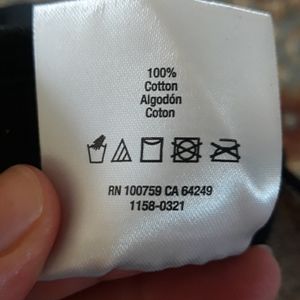 100%
Cotton
Algodón
Coton
RN 100759 CA 64249
1158-0321